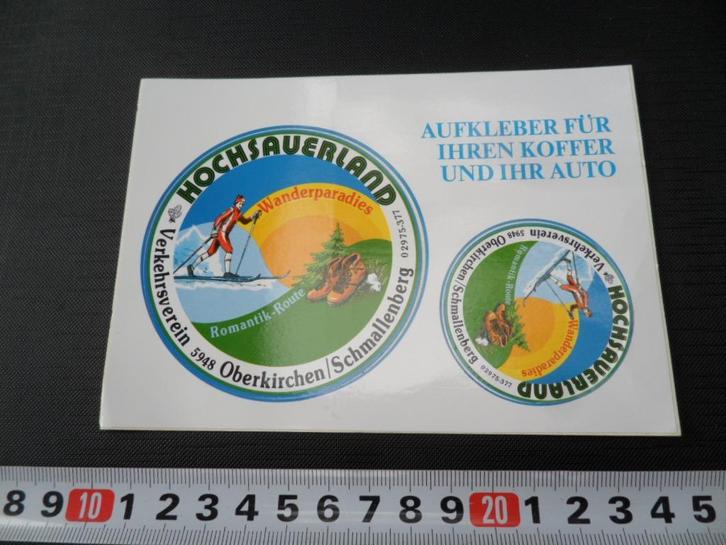 HOCHSAUERLAND
Wanderparadies
Romantik-Route
Verkehrsverein 5948 Oberkirchen/Schmallenberg 02975-377
AUFKLEBER FÜR
IHREN KOFFER
UND IHR AUTO
HOCHSAUERLAND
Wanderparadies
Romantik-Route
Verkehrsverein 5948 Oberkirchen/Schmallenberg 02975-377
8 9 10 1 2 3 4 5 6 7 8 9 20 1 2 3 4 5